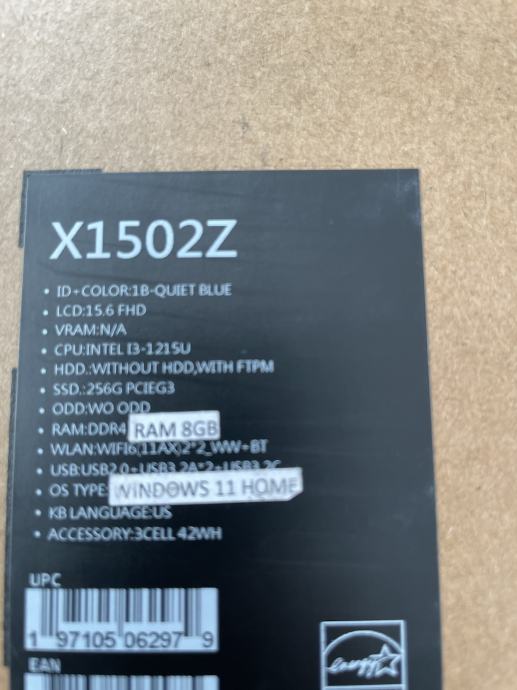 X1502Z
• ID+COLOR:1B-QUIET BLUE
• LCD:15.6 FHD
• VRAM:N/A
• CPU:INTEL I3-1215U
• HDD.:WITHOUT HDD,WITH FTPM
• SSD.:256G PCIEG3
• ODD:WO ODD
• RAM:DDR4 RAM 8GB
• WLAN:WIFI6(11AX)2*2_WW+BT
• USB:USB2.0+USB3.2A*2+USB3.2C
• OS TYPE: WINDOWS 11 HOME
• KB LANGUAGE:US
• ACCESSORY:3CELL 42WH
UPC
1 97105 06297 9
EAN
energy